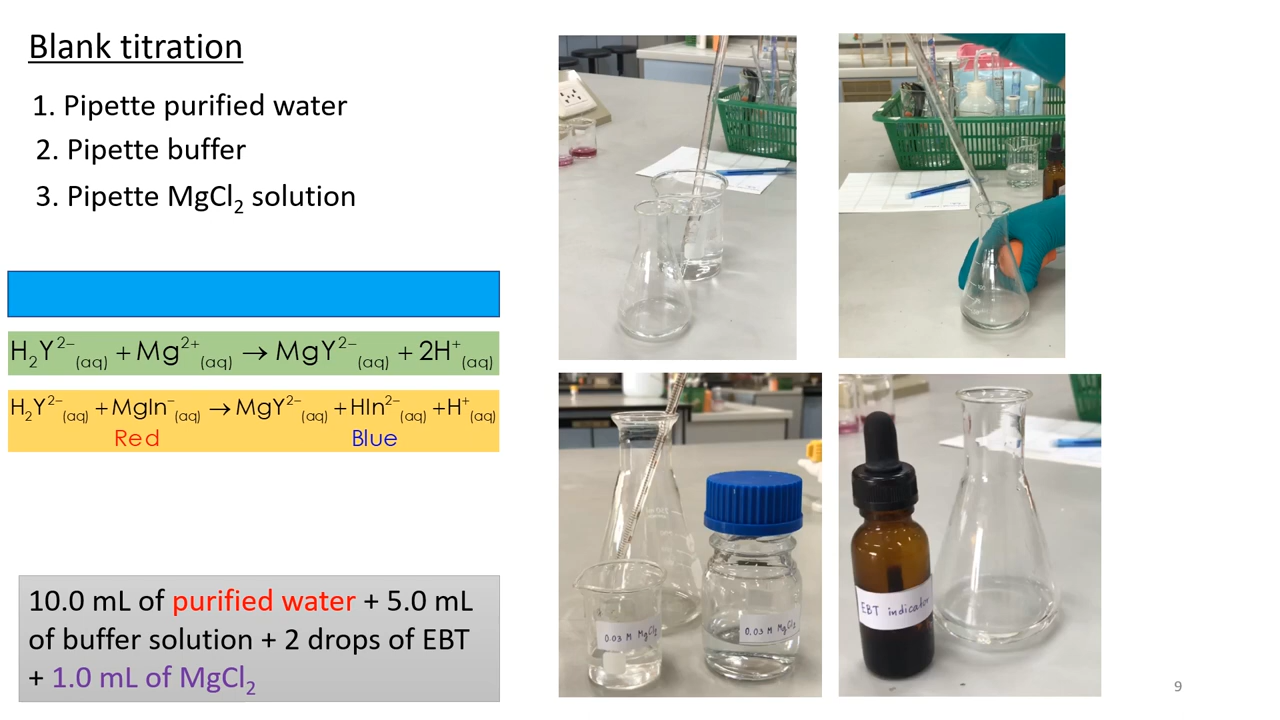 Blank titration
1. Pipette purified water
2. Pipette buffer
3. Pipette MgCl₂ solution
H₂Y²⁻(aq) + Mg²⁺(aq) → MgY²⁻(aq) + 2H⁺(aq)
H₂Y²⁻(aq) + MgIn⁻(aq) → MgY²⁻(aq) + HIn²⁻(aq) + H⁺(aq)
Red Blue
10.0 mL of purified water + 5.0 mL
of buffer solution + 2 drops of EBT
+ 1.0 mL of MgCl₂
0.03 M MgCl₂
0.03 M MgCl₂
EBT indicator
9